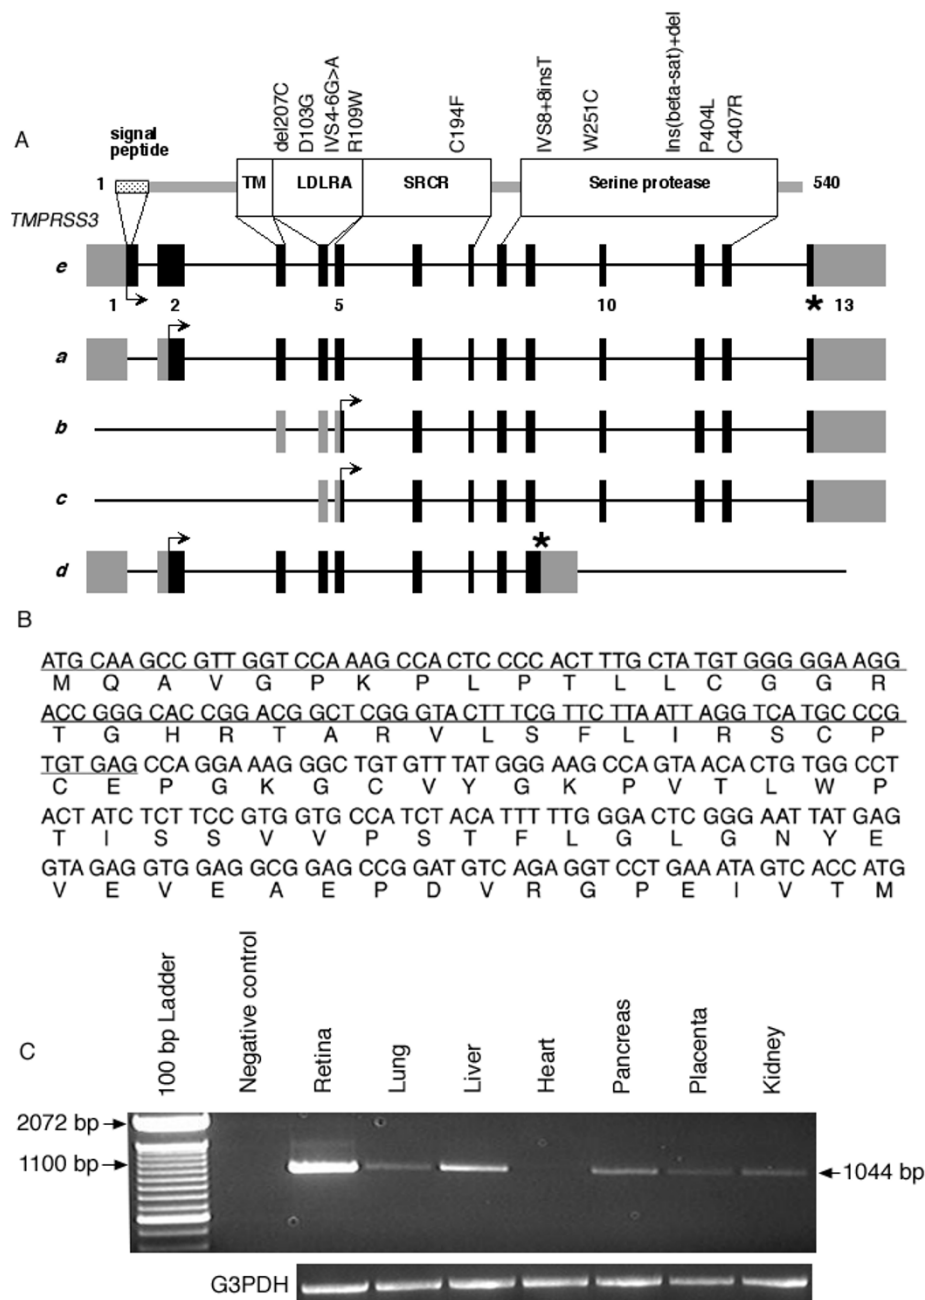 A
signal
peptide
del207C
D103G
IVS4-6G>A
R109W
C194F
IVS8+8insT
W251C
Ins(beta-sat)+del
P404L
C407R
1
TM
LDLRA
SRCR
Serine protease
540
TMPRSS3
e
1
2
5
10
* 13
a
b
c
*
d
B
ATG CAA GCC GTT GGT CCA AAG CCA CTC CCC ACT TTG CTA TGT GGG GGA AGG
M Q A V G P K P L P T L L C G G R
ACC GGG CAC CGG ACG GCT CGG GTA CTT TCG TTC TTA ATT AGG TCA TGC CCG
T G H R T A R V L S F L I R S C P
TGT GAG CCA GGA AAG GGC TGT GTT TAT GGG AAG CCA GTA ACA CTG TGG CCT
C E P G K G C V Y G K P V T L W P
ACT ATC TCT TCC GTG GTG CCA TCT ACA TTT TTG GGA CTC GGG AAT TAT GAG
T I S S V V P S T F L G L G N Y E
GTA GAG GTG GAG GCG GAG CCG GAT GTC AGA GGT CCT GAA ATA GTC ACC ATG
V E V E A E P D V R G P E I V T M
C
100 bp Ladder
Negative control
Retina
Lung
Liver
Heart
Pancreas
Placenta
Kidney
2072 bp
1100 bp
1044 bp
G3PDH